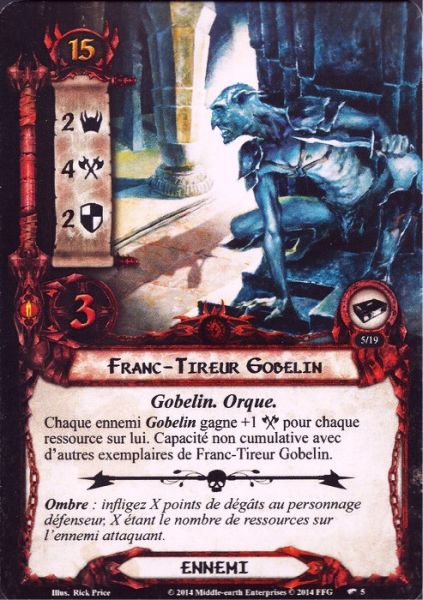 15
2
4
2
3
5/19
Franc-Tireur Gobelin
Gobelin. Orque.
Chaque ennemi Gobelin gagne +1 pour chaque
ressource sur lui. Capacité non cumulative avec
d'autres exemplaires de Franc-Tireur Gobelin.
Ombre : infligez X points de dégâts au personnage
défenseur, X étant le nombre de ressources sur
l'ennemi attaquant.
ENNEMI
Illus. Rick Price © 2014 Middle-earth Enterprises © 2014 FFG 5